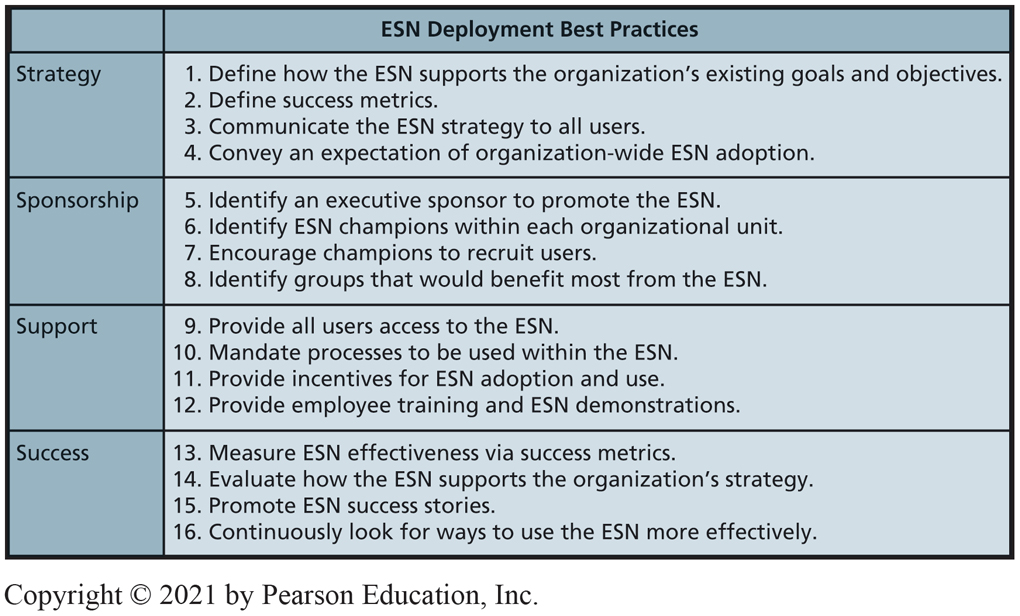 ESN Deployment Best Practices
Strategy
1. Define how the ESN supports the organization’s existing goals and objectives.
2. Define success metrics.
3. Communicate the ESN strategy to all users.
4. Convey an expectation of organization-wide ESN adoption.
Sponsorship
5. Identify an executive sponsor to promote the ESN.
6. Identify ESN champions within each organizational unit.
7. Encourage champions to recruit users.
8. Identify groups that would benefit most from the ESN.
Support
9. Provide all users access to the ESN.
10. Mandate processes to be used within the ESN.
11. Provide incentives for ESN adoption and use.
12. Provide employee training and ESN demonstrations.
Success
13. Measure ESN effectiveness via success metrics.
14. Evaluate how the ESN supports the organization’s strategy.
15. Promote ESN success stories.
16. Continuously look for ways to use the ESN more effectively.
Copyright © 2021 by Pearson Education, Inc.